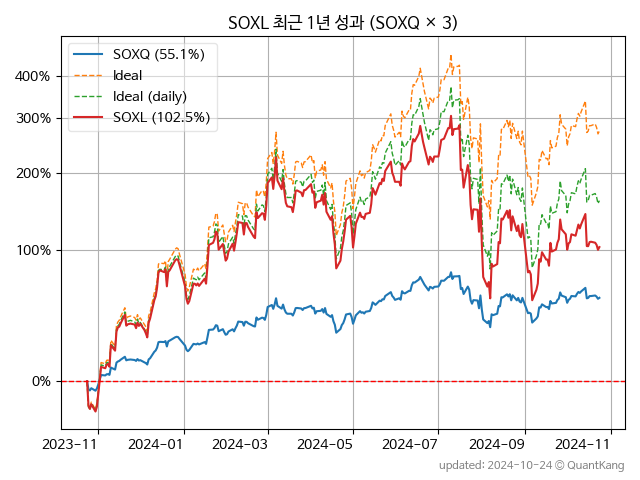 SOXL 최근 1년 성과 (SOXQ × 3)
SOXQ (55.1%)
Ideal
Ideal (daily)
SOXL (102.5%)
400%
300%
200%
100%
0%
2023-11
2024-01
2024-03
2024-05
2024-07
2024-09
2024-11
updated: 2024-10-24 © QuantKang